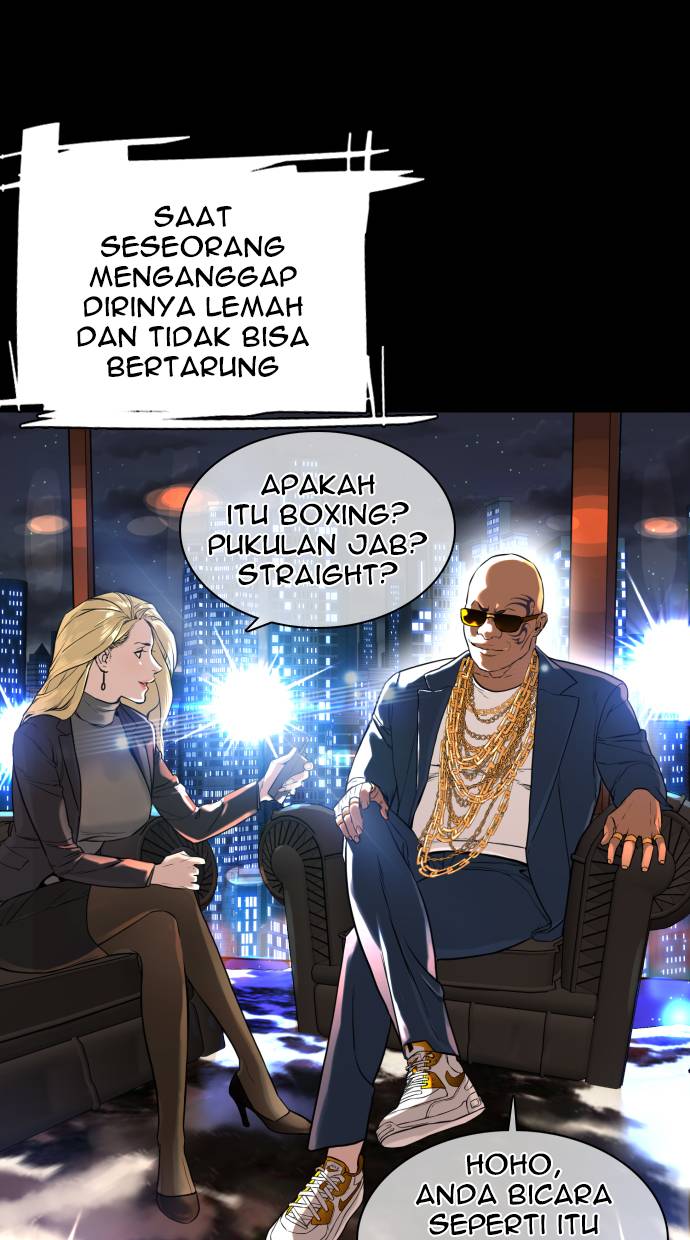 SAAT
SESEORANG
MENGANGGAP
DIRINYA LEMAH
DAN TIDAK BISA
BERTARUNG
APAKAH
ITU BOXING?
PUKULAN JAB?
STRAIGHT?
HOHO,
ANDA BICARA
SEPERTI ITU